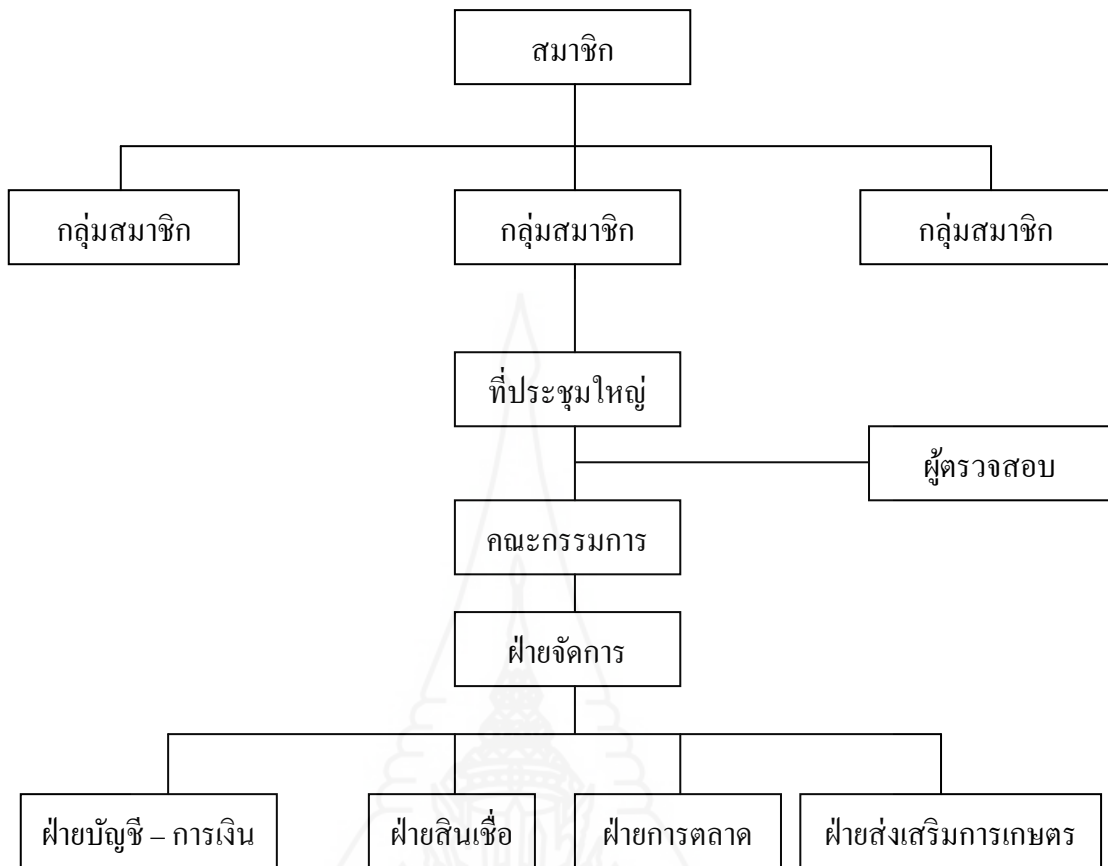 สมาชิก
กลุ่มสมาชิก
กลุ่มสมาชิก
กลุ่มสมาชิก
ที่ประชุมใหญ่
ผู้ตรวจสอบ
คณะกรรมการ
ฝ่ายจัดการ
ฝ่ายบัญชี – การเงิน
ฝ่ายสินเชื่อ
ฝ่ายการตลาด
ฝ่ายส่งเสริมการเกษตร